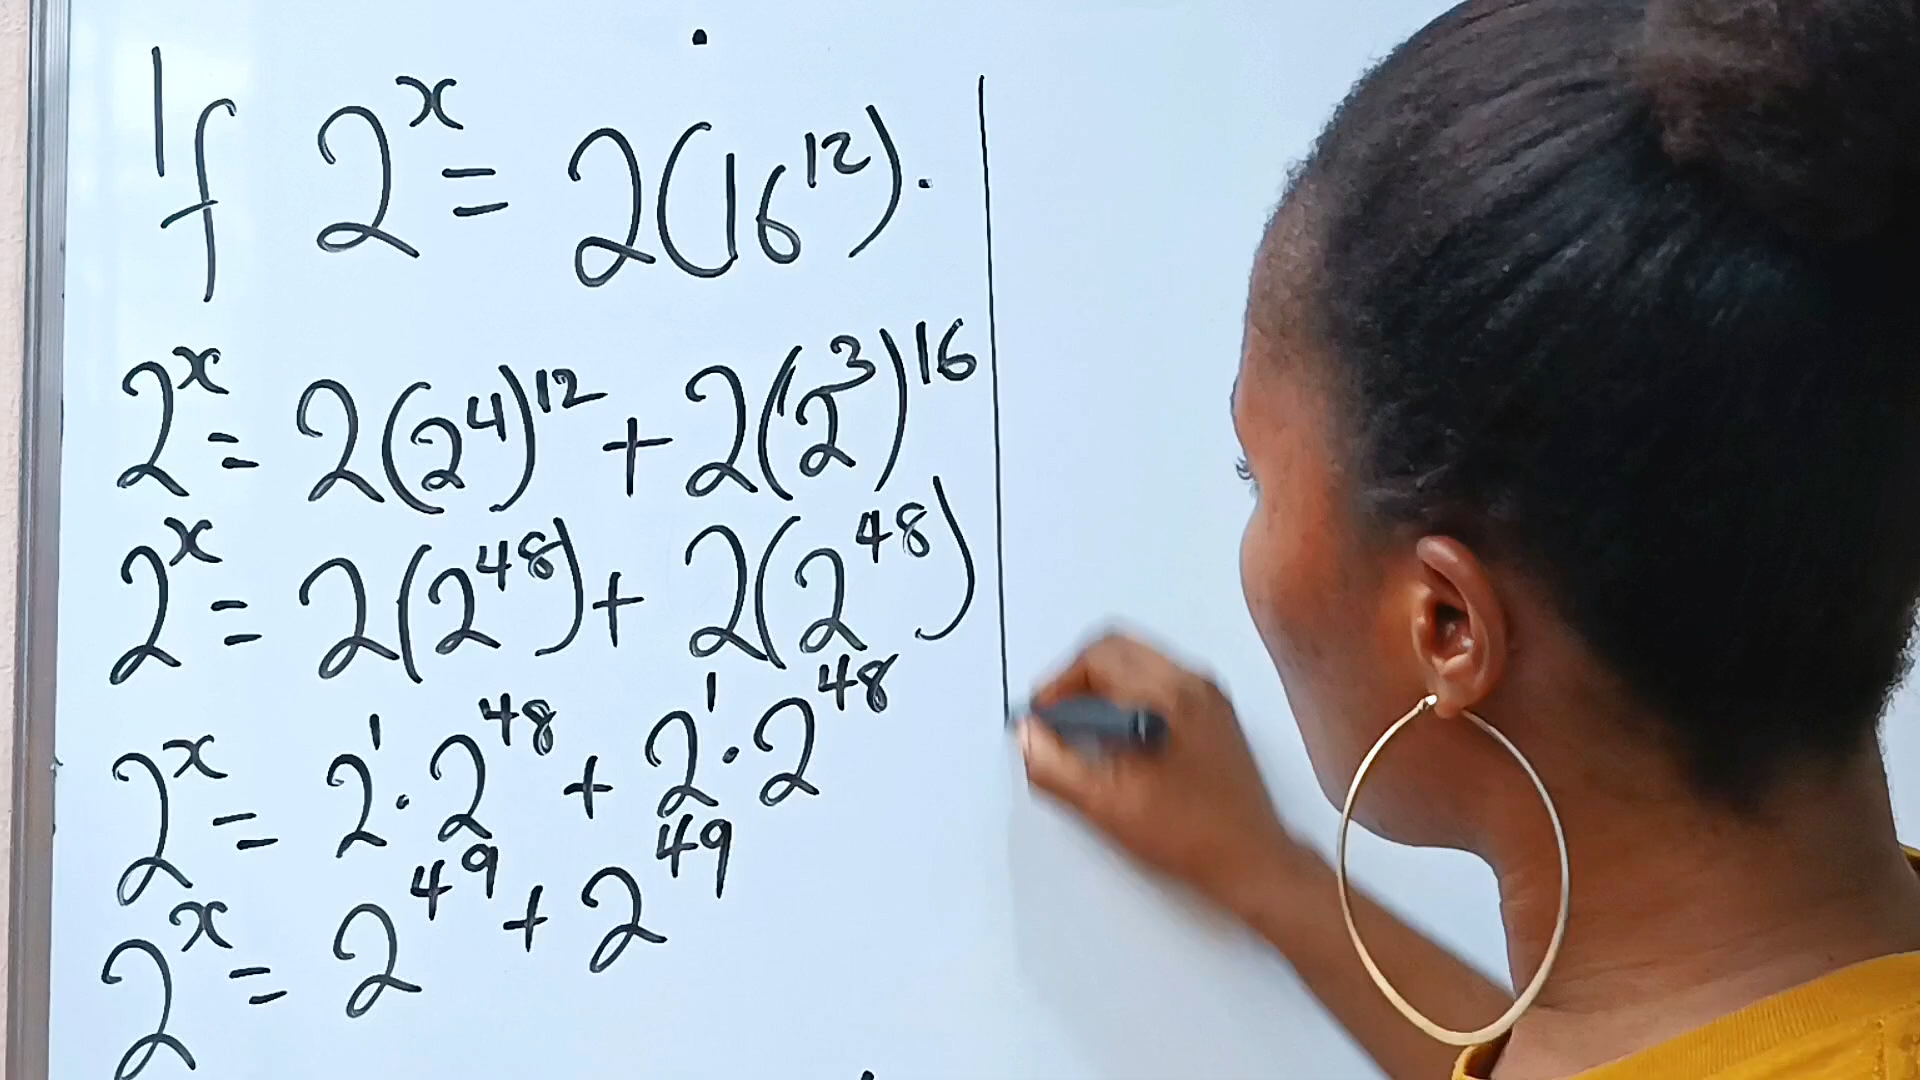 If 2ˣ = 2(16¹²).
2ˣ = 2(2⁴)¹² + 2(2³)¹⁶
2ˣ = 2(2⁴⁸) + 2(2⁴⁸)
2ˣ = 2¹·2⁴⁸ + 2¹·2⁴⁸
2ˣ = 2⁴⁹ + 2⁴⁹